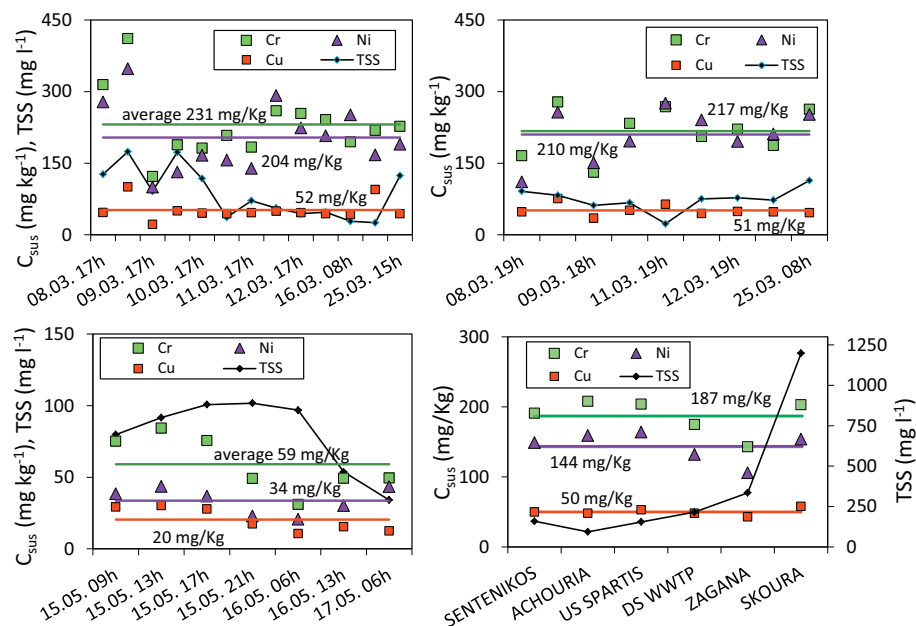 C_sus (mg kg⁻¹), TSS (mg l⁻¹)
450
300
150
0
Cr
Ni
Cu
TSS
average 231 mg/Kg
204 mg/Kg
52 mg/Kg
08.03. 17h
09.03. 17h
10.03. 17h
11.03. 17h
12.03. 17h
16.03. 08h
25.03. 15h
C_sus (mg kg⁻¹)
450
300
150
0
Cr
Ni
Cu
TSS
217 mg/Kg
210 mg/Kg
51 mg/Kg
08.03. 19h
09.03. 18h
11.03. 19h
12.03. 19h
25.03. 08h
C_sus (mg kg⁻¹), TSS (mg l⁻¹)
150
100
50
0
Cr
Ni
Cu
TSS
average 59 mg/Kg
34 mg/Kg
20 mg/Kg
15.05. 09h
15.05. 13h
15.05. 17h
15.05. 21h
16.05. 06h
16.05. 13h
17.05. 06h
C_sus (mg/Kg)
300
200
100
0
Cr
Ni
Cu
TSS
187 mg/Kg
144 mg/Kg
50 mg/Kg
1250
1000
750
500
250
0
TSS (mg l⁻¹)
SENTENIKOS
ACHOURIA
US SPARTIS
DS WWTP
ZAGANA
SKOURA